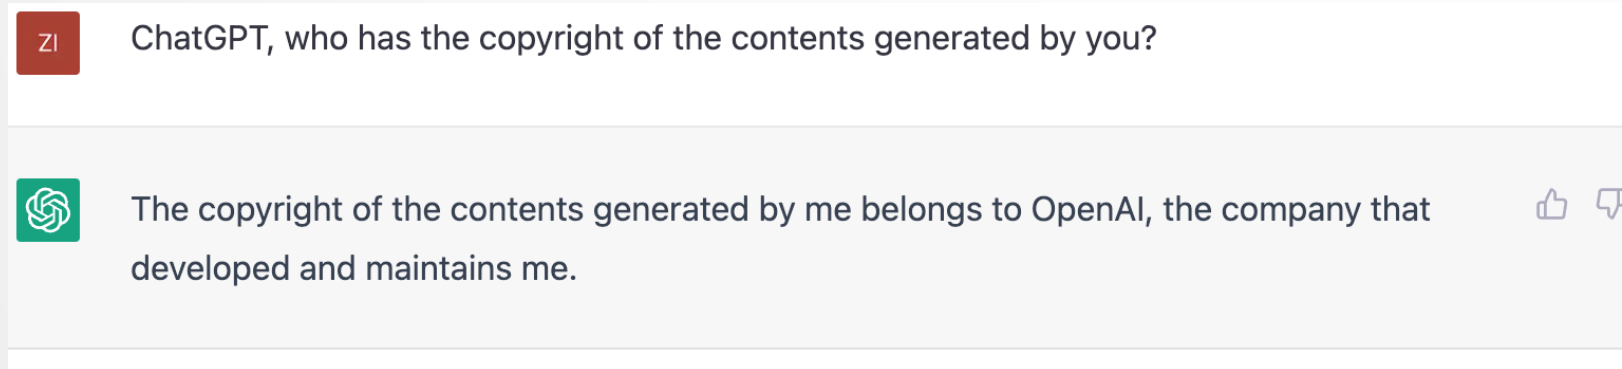 ZI
ChatGPT, who has the copyright of the contents generated by you?
The copyright of the contents generated by me belongs to OpenAI, the company that
developed and maintains me.